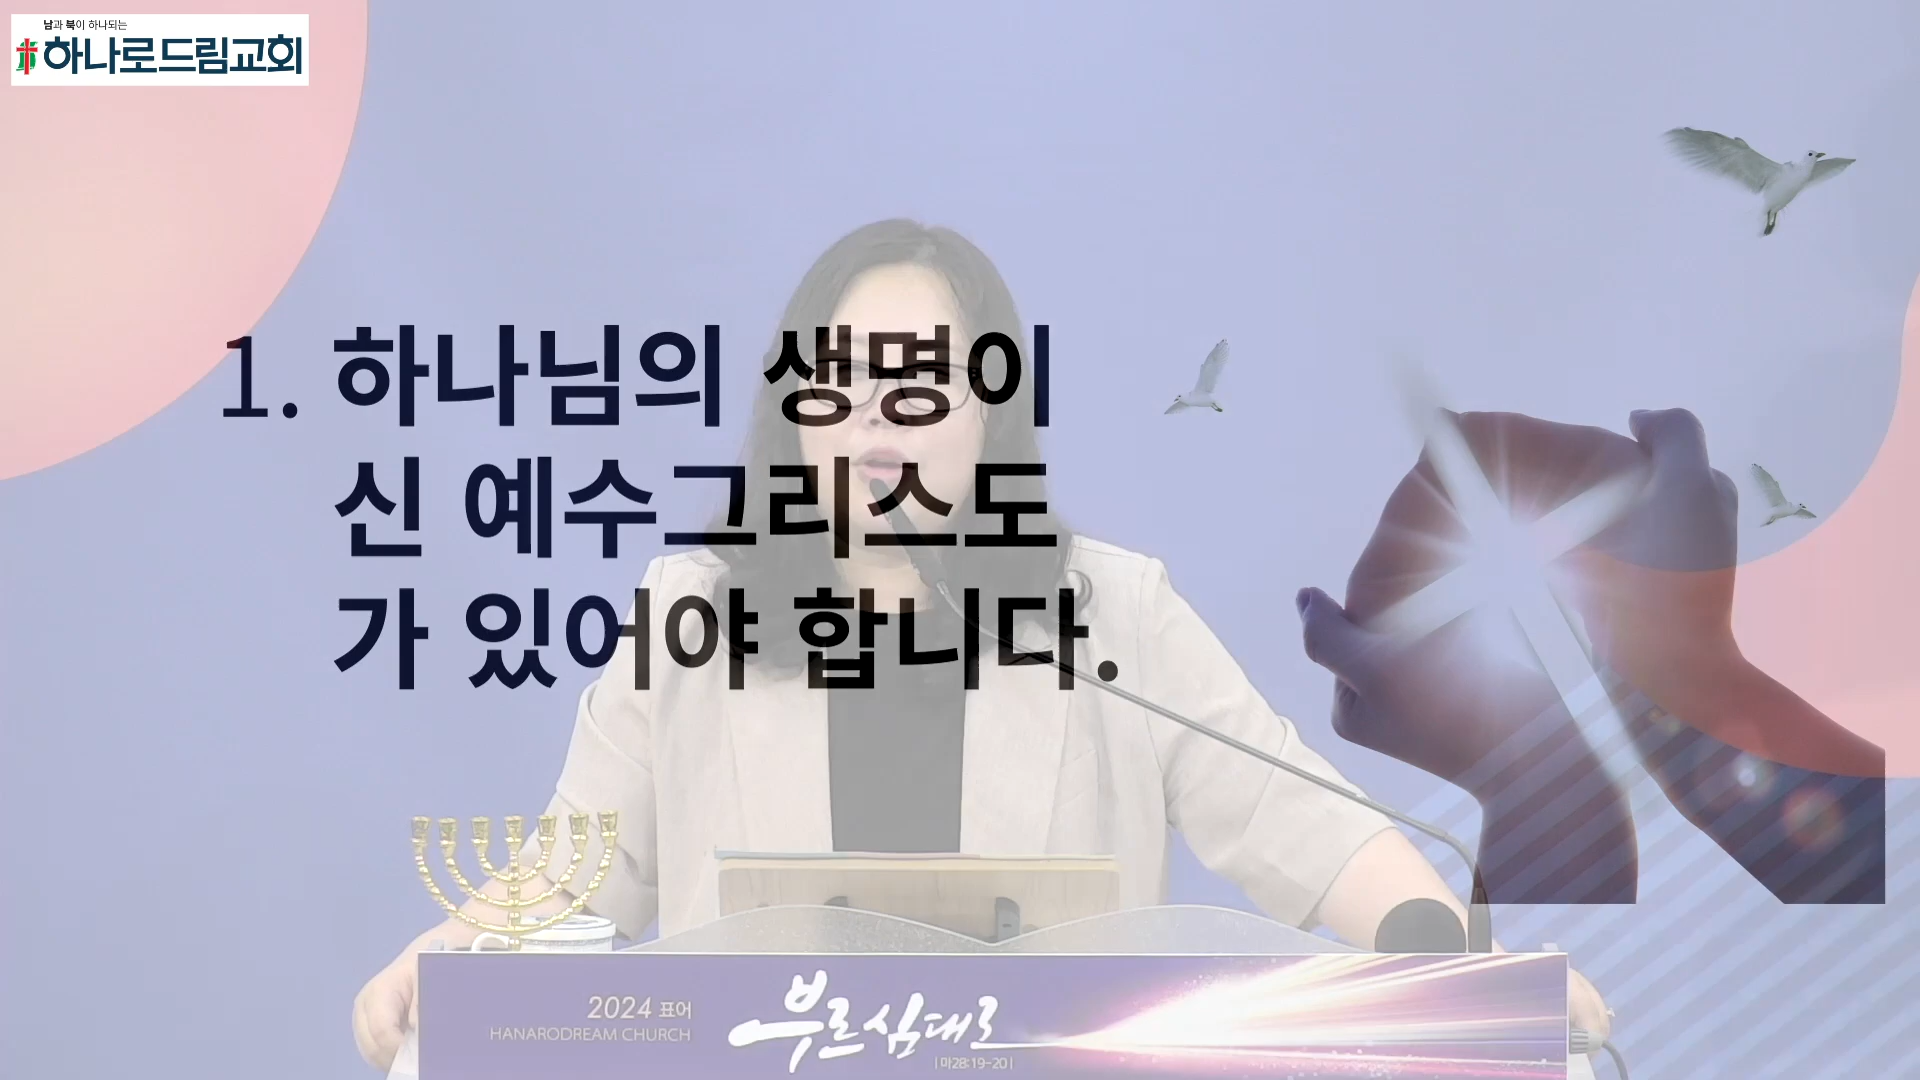 남과 북이 하나되는
하나로드림교회
1. 하나님의 생명이
신 예수그리스도
가 있어야 합니다.
2024 표어
HANARODREAM CHURCH
부르심대로
|마28:19-20|